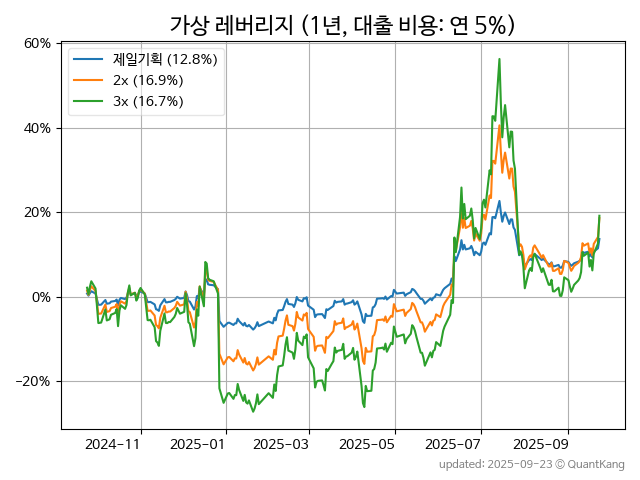 가상 레버리지 (1년, 대출 비용: 연 5%)
제일기획 (12.8%)
2x (16.9%)
3x (16.7%)
60%
40%
20%
0%
−20%
2024-11 2025-01 2025-03 2025-05 2025-07 2025-09
updated: 2025-09-23 © QuantKang